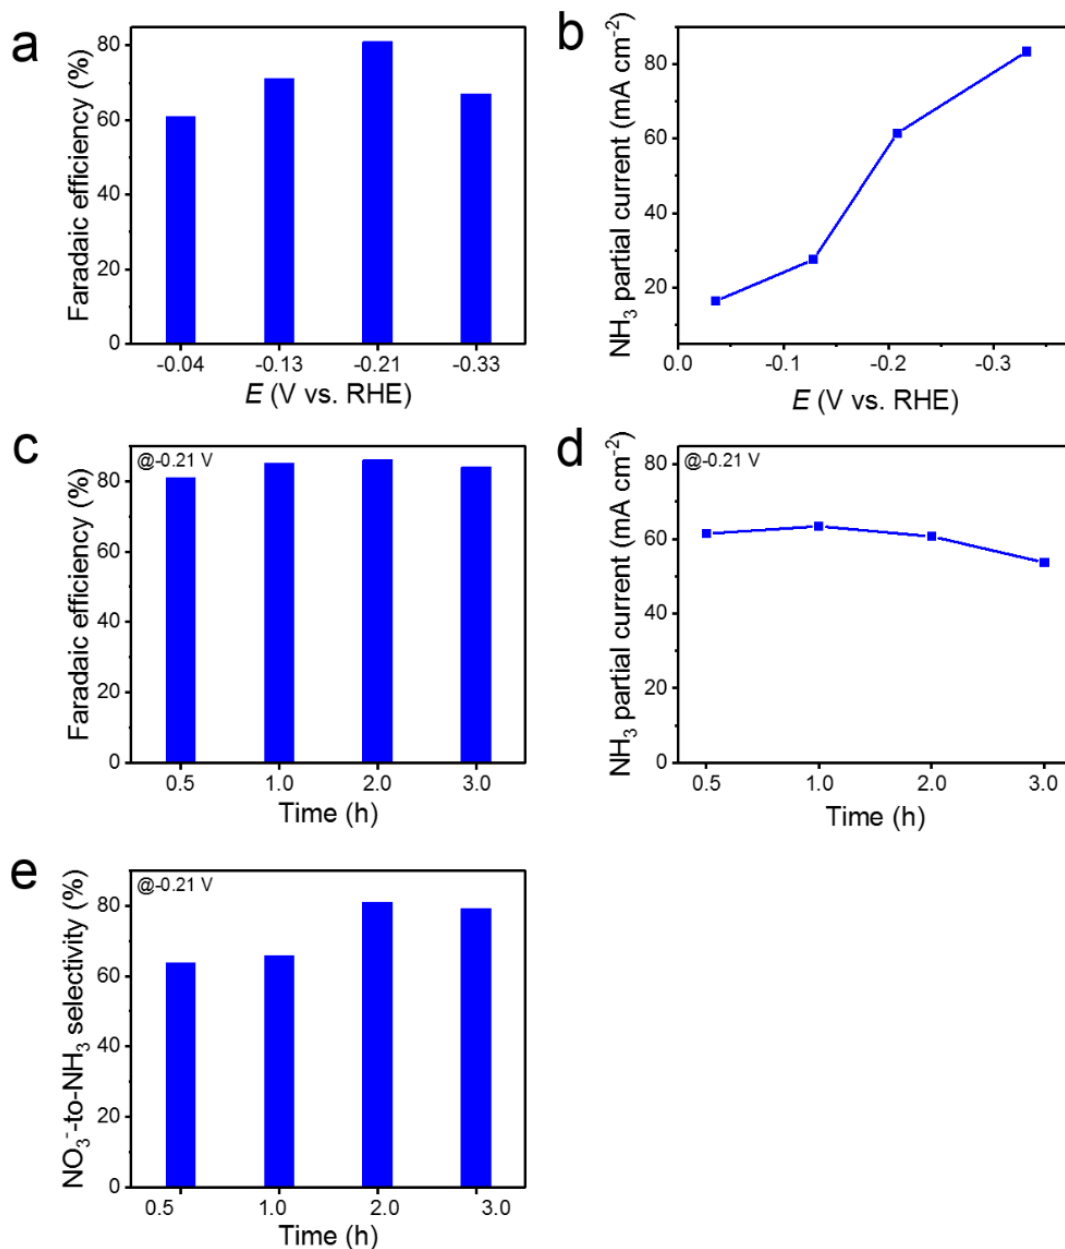 a
Faradaic efficiency (%)
80
60
40
20
0
-0.04 -0.13 -0.21 -0.33
E (V vs. RHE)
b
NH3 partial current (mA cm-2)
80
60
40
20
0.0 -0.1 -0.2 -0.3
E (V vs. RHE)
c
@-0.21 V
Faradaic efficiency (%)
80
60
40
20
0
0.5 1.0 2.0 3.0
Time (h)
d
@-0.21 V
NH3 partial current (mA cm-2)
80
60
40
20
0
0.5 1.0 2.0 3.0
Time (h)
e
@-0.21 V
NO3--to-NH3 selectivity (%)
80
60
40
20
0
0.5 1.0 2.0 3.0
Time (h)